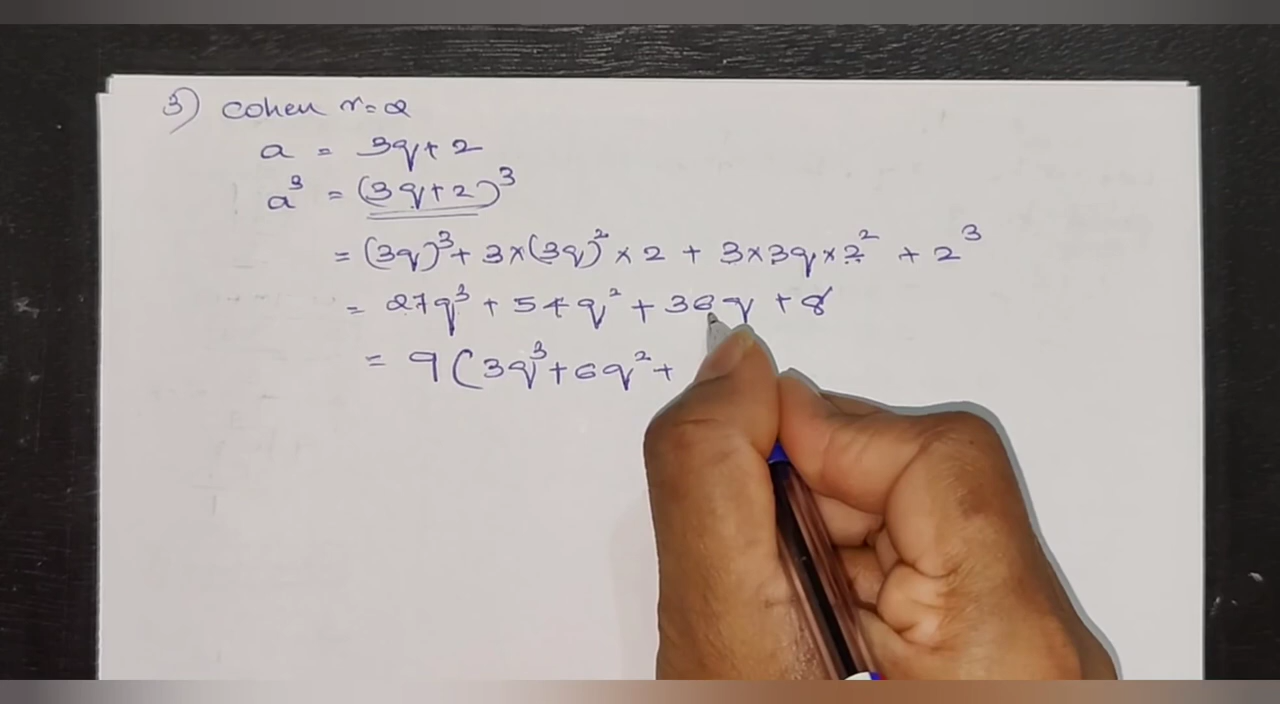 3) when r=2
a = 3q+2
a³ = (3q+2)³
= (3q)³+ 3×(3q)²×2 + 3×3q×2² + 2³
= 27q³ + 54q² + 36q + 8
= 9(3q³+6q²+